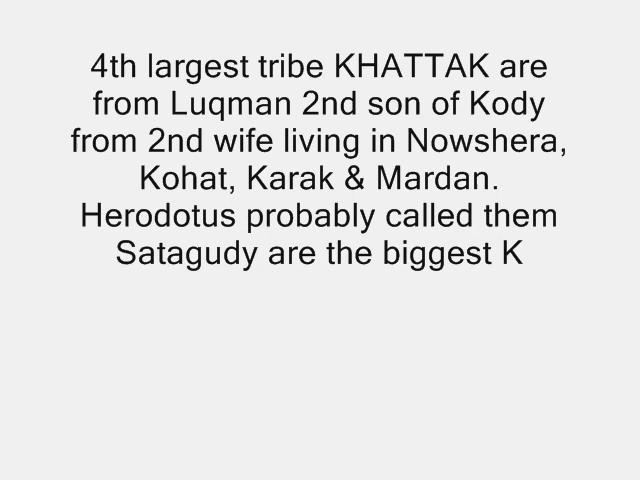 4th largest tribe KHATTAK are
from Luqman 2nd son of Kody
from 2nd wife living in Nowshera,
Kohat, Karak & Mardan.
Herodotus probably called them
Satagudy are the biggest K